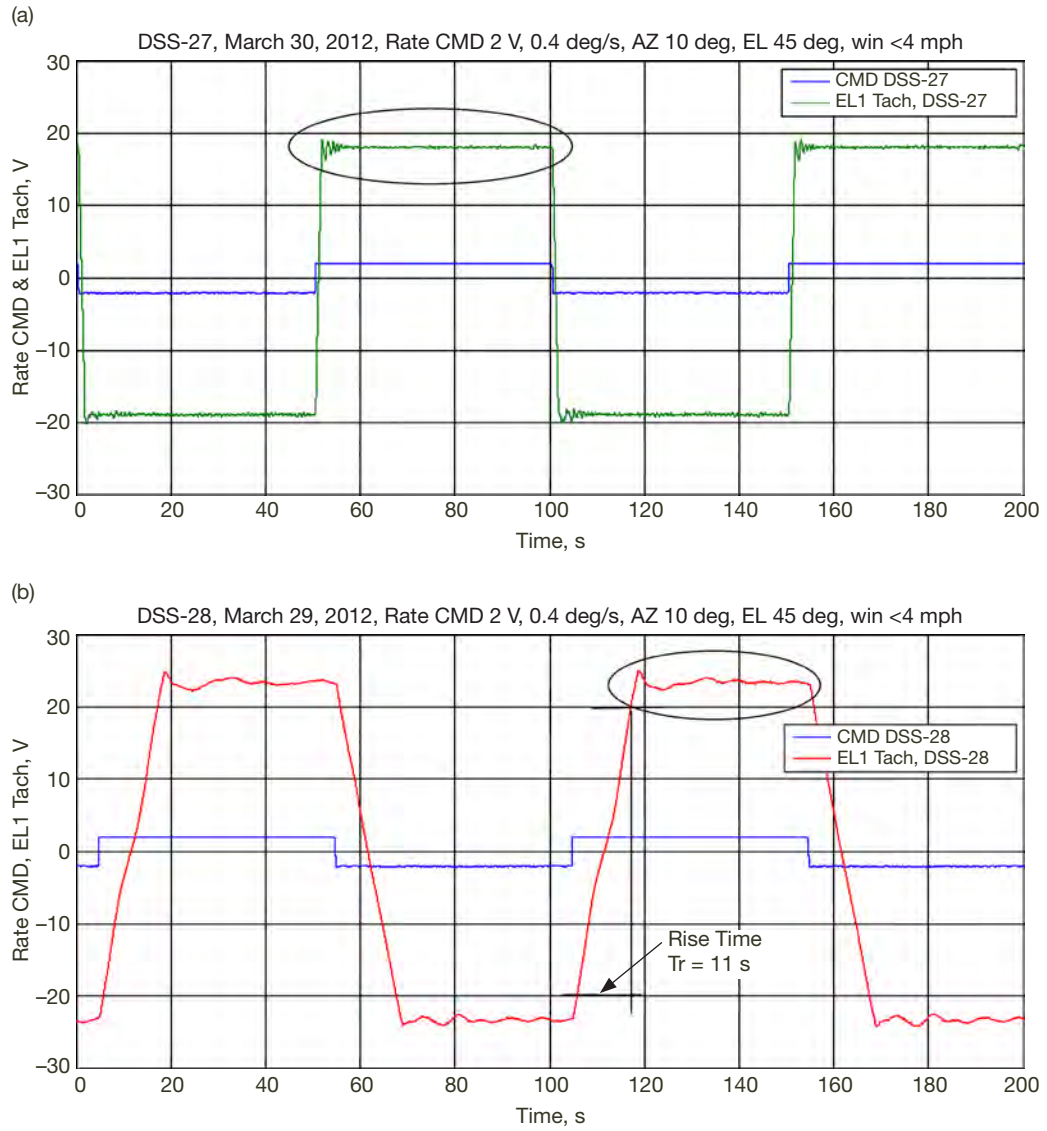 (a)
DSS-27, March 30, 2012, Rate CMD 2 V, 0.4 deg/s, AZ 10 deg, EL 45 deg, win <4 mph
Rate CMD & EL1 Tach, V
30
20
10
0
–10
–20
–30
CMD DSS-27
EL1 Tach, DSS-27
0 20 40 60 80 100 120 140 160 180 200
Time, s
(b)
DSS-28, March 29, 2012, Rate CMD 2 V, 0.4 deg/s, AZ 10 deg, EL 45 deg, win <4 mph
Rate CMD, EL1 Tach, V
30
20
10
0
–10
–20
–30
CMD DSS-28
EL1 Tach, DSS-28
Rise Time
Tr = 11 s
0 20 40 60 80 100 120 140 160 180 200
Time, s